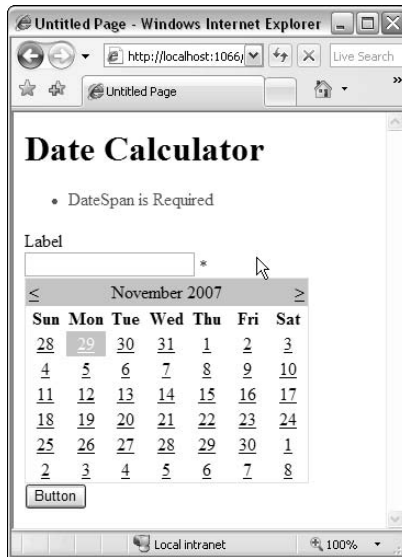 Untitled Page - Windows Internet Explorer
http://localhost:1066/
Live Search
Untitled Page
»
Date Calculator
• DateSpan is Required
Label
*
< November 2007 >
Sun Mon Tue Wed Thu Fri Sat
28 29 30 31 1 2 3
4 5 6 7 8 9 10
11 12 13 14 15 16 17
18 19 20 21 22 23 24
25 26 27 28 29 30 1
2 3 4 5 6 7 8
Button
Local intranet
100%